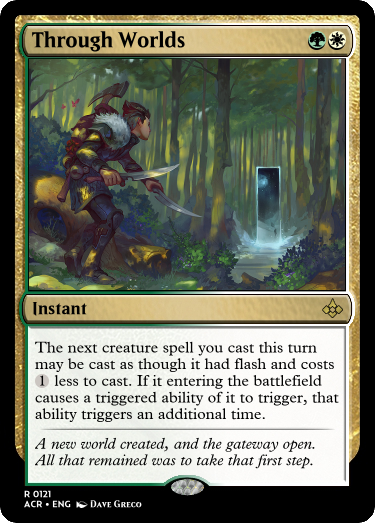 Through Worlds
Instant
The next creature spell you cast this turn
may be cast as though it had flash and costs
1 less to cast. If it entering the battlefield
causes a triggered ability of it to trigger, that
ability triggers an additional time.
A new world created, and the gateway open.
All that remained was to take that first step.
R 0121
ACR • ENG Dave Greco